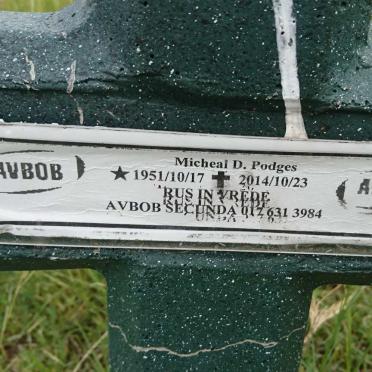 AVBOB
Micheal D. Podges
★ 1951/10/17 ✝ 2014/10/23
RUS IN VREDE
AVBOB SECUNDA 017 631 3984